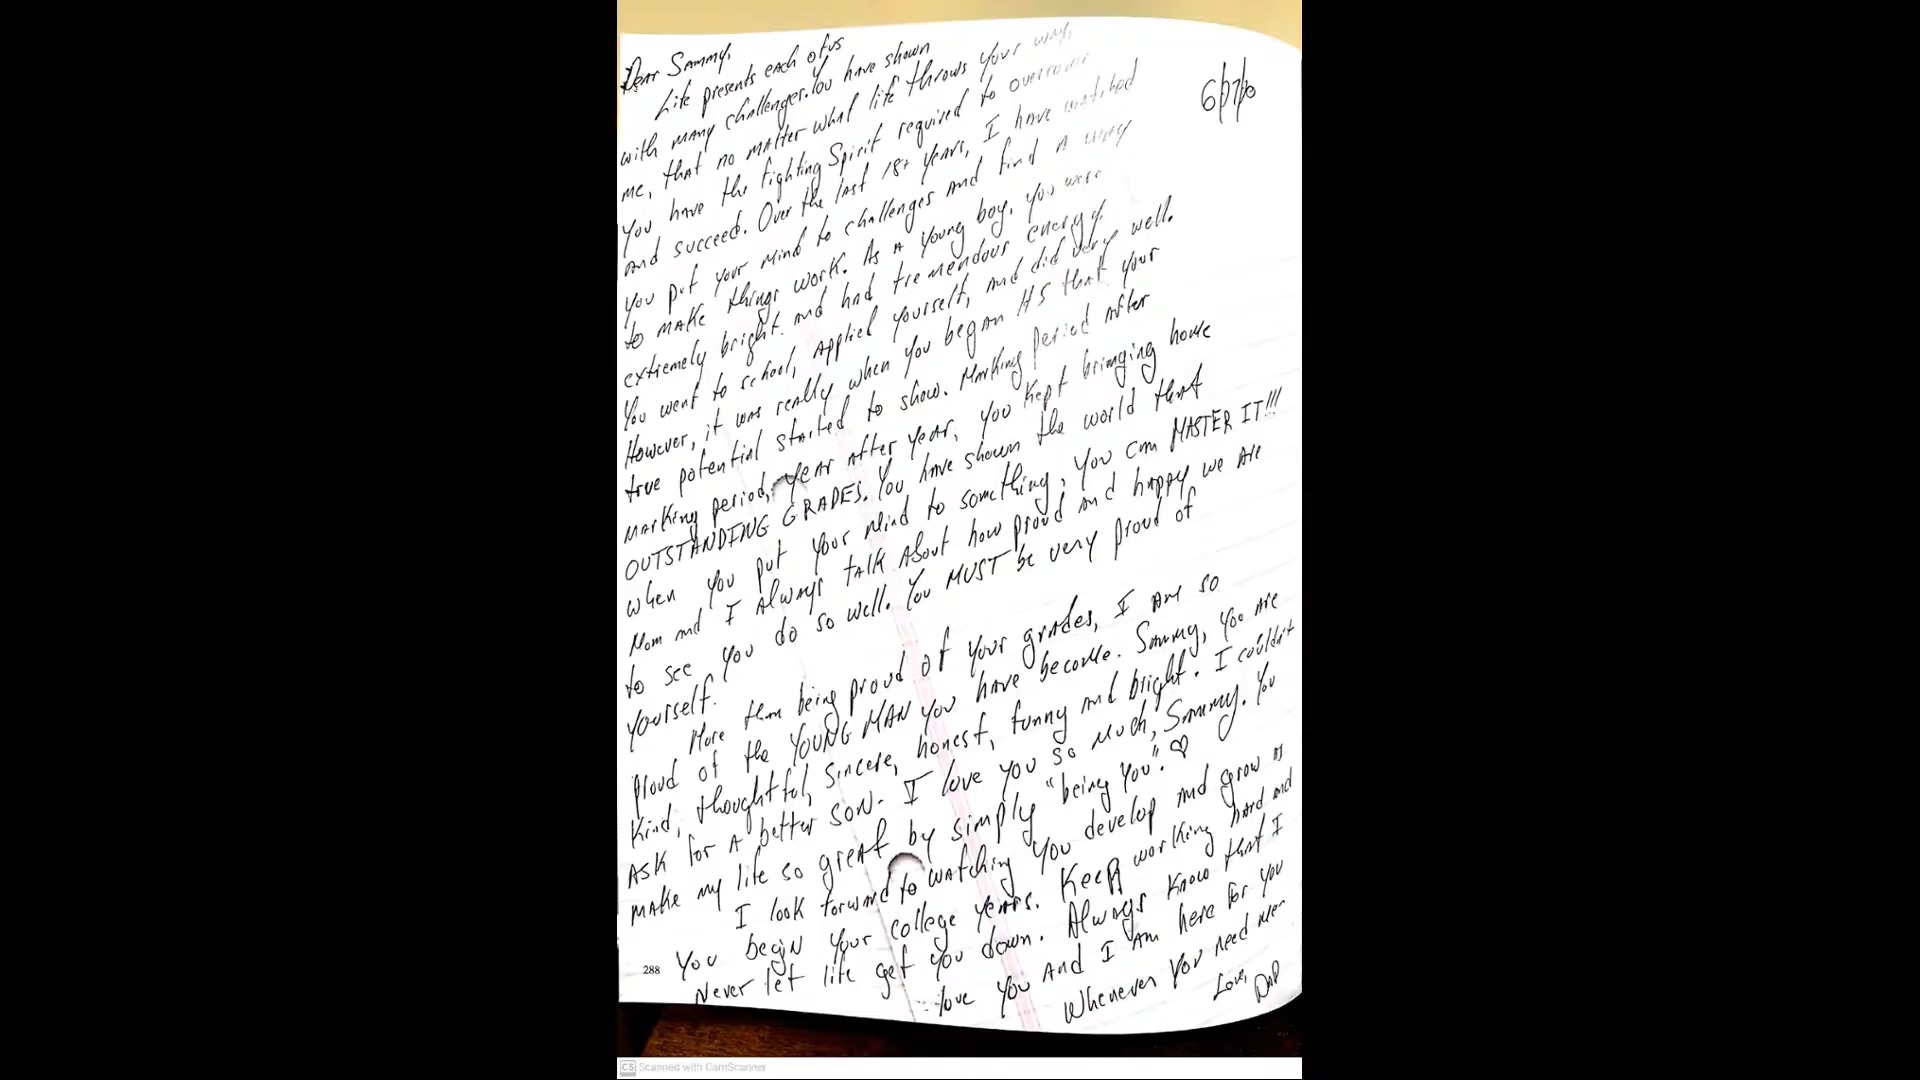 Dear Sammy,
6/17/10
Life presents each of us
with many challenges. You have shown
me, that no matter what life throws your way,
you have the fighting spirit required to overcome
and succeed. Over the last 18+ years, I have watched
you put your mind to challenges and find a way
to make things work. As a young boy, you were
extremely bright and had tremendous energy.
You went to school, applied yourself, and did very well.
However, it was really when you began HS that your
true potential started to show. Marking period after
marking period, year after year, you kept bringing home
OUTSTANDING GRADES. You have shown the world that
when you put your mind to something, you can MASTER IT!!!
Mom and I always talk about how proud and happy we are
to see you do so well. You MUST be very proud of
yourself.
More than being proud of your grades, I am so
proud of the YOUNG MAN you have become. Sammy, you are
kind, thoughtful, sincere, honest, funny and bright. I couldn't
ask for a better son. I love you so much, Sammy. You
make my life so great by simply "being you". ♡
I look forward to watching you develop and grow as
you begin your college years. Keep working hard and
Never let life get you down. Always know that I
love you and I am here for you
whenever you need me
Love,
Dad
288
CS Scanned with CamScanner